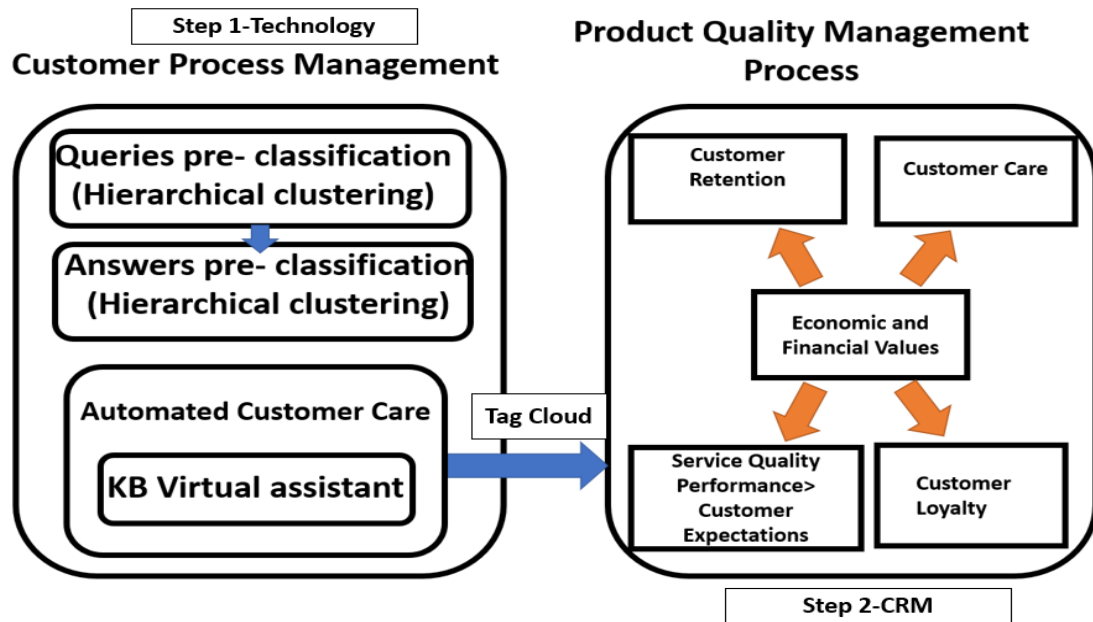 Step 1-Technology
Customer Process Management
Queries pre- classification
(Hierarchical clustering)
Answers pre- classification
(Hierarchical clustering)
Automated Customer Care
KB Virtual assistant
Tag Cloud
Product Quality Management
Process
Customer
Retention
Customer Care
Economic and
Financial Values
Service Quality
Performance>
Customer
Expectations
Customer
Loyalty
Step 2-CRM